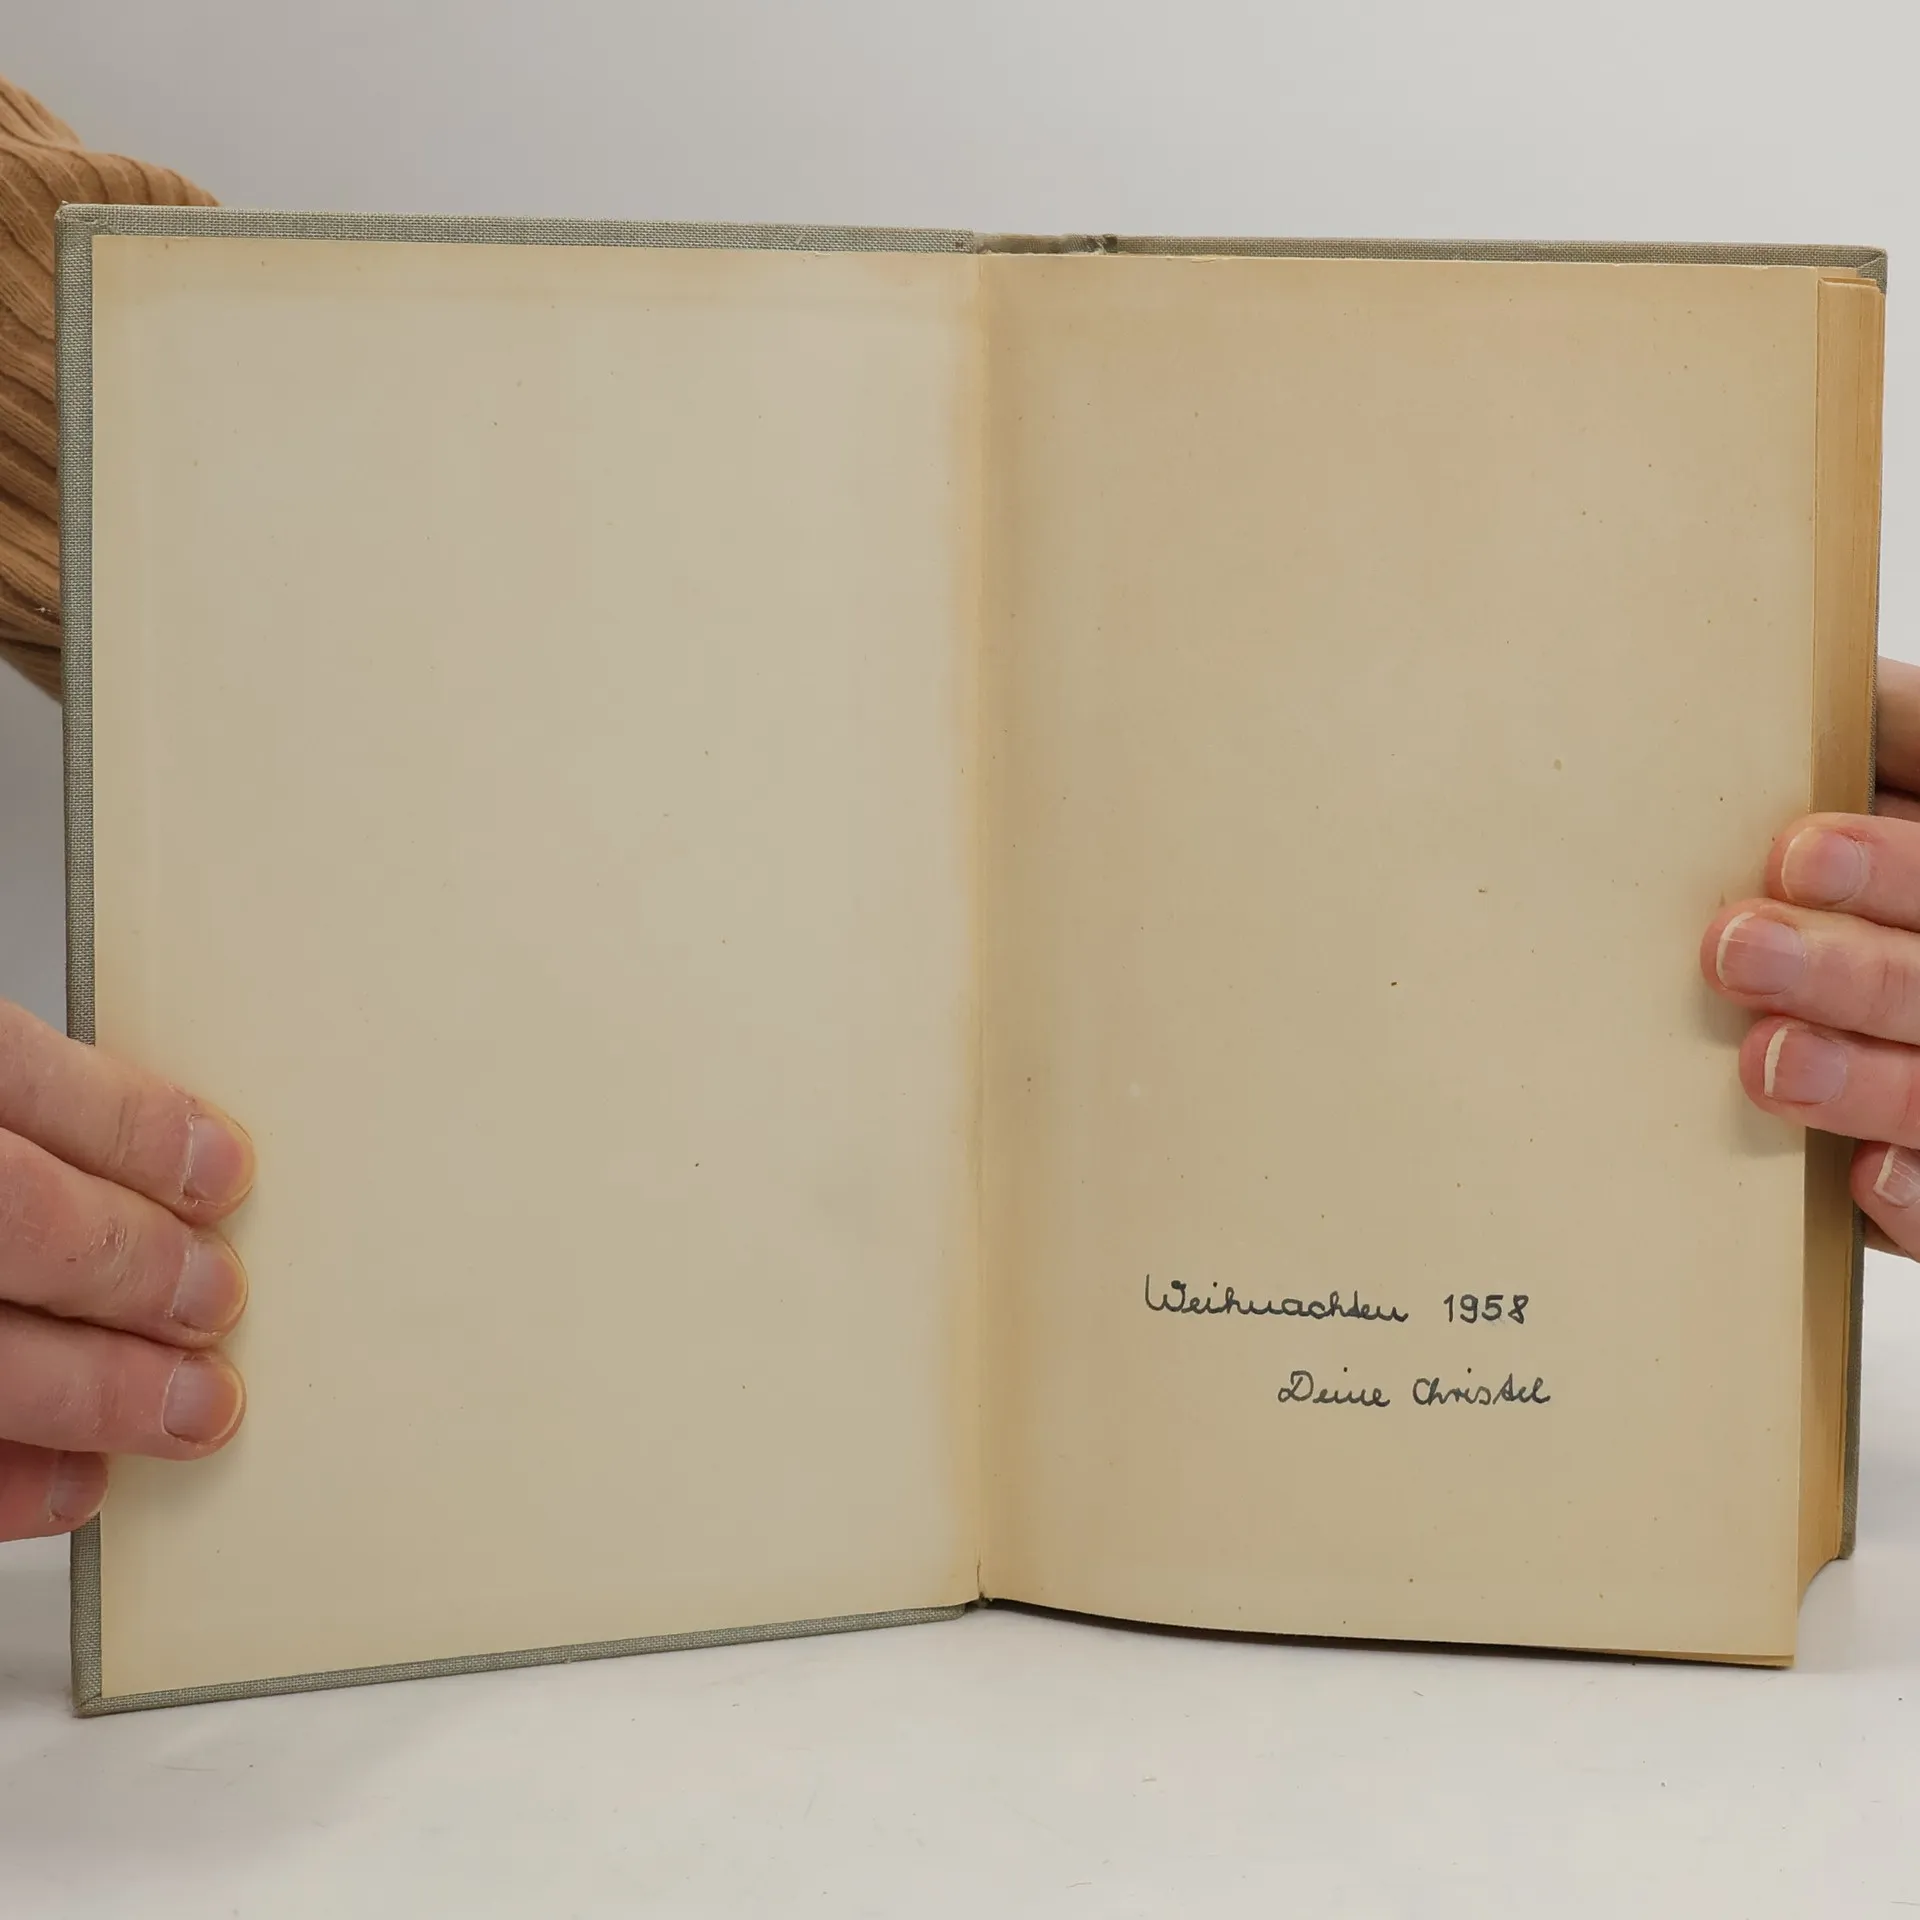 Weihnachten 1958
Deine Christel